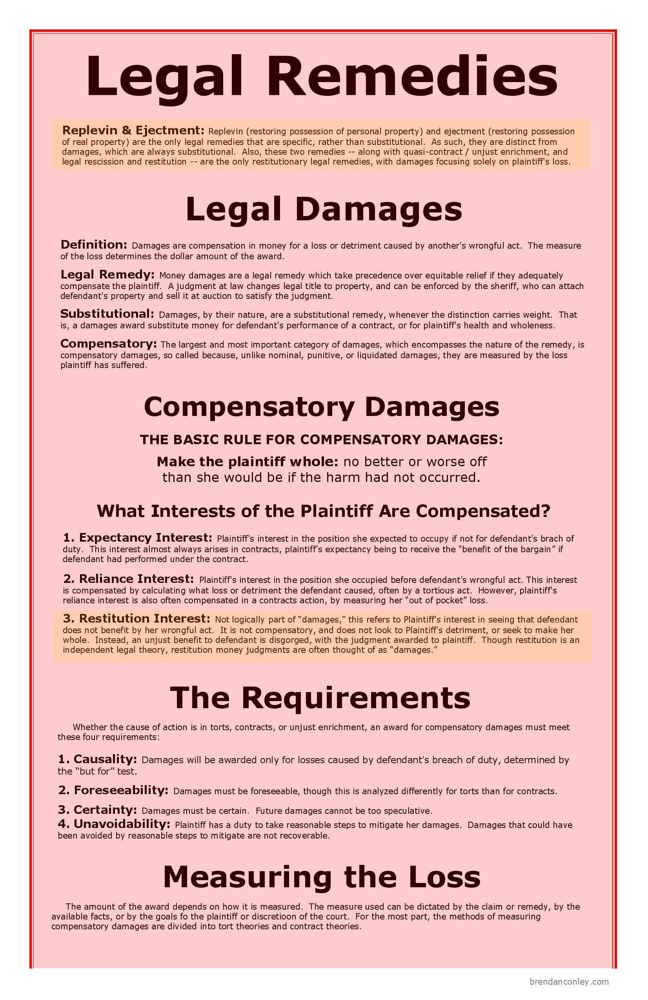 Legal Remedies
Replevin & Ejectment: Replevin (restoring possession of personal property) and ejectment (restoring possession
of real property) are the only legal remedies that are specific, rather than substitutional. As such, they are distinct from
damages, which are always substitutional. Also, these two remedies -- along with quasi-contract / unjust enrichment, and
legal rescission and restitution -- are the only restitutionary legal remedies, with damages focusing solely on plaintiff's loss.
Legal Damages
Definition: Damages are compensation in money for a loss or detriment caused by another's wrongful act. The measure
of the loss determines the dollar amount of the award.
Legal Remedy: Money damages are a legal remedy which take precedence over equitable relief if they adequately
compensate the plaintiff. A judgment at law changes legal title to property, and can be enforced by the sheriff, who can attach
defendant's property and sell it at auction to satisfy the judgment.
Substitutional: Damages, by their nature, are a substitutional remedy, whenever the distinction carries weight. That
is, a damages award substitute money for defendant's performance of a contract, or for plaintiff's health and wholeness.
Compensatory: The largest and most important category of damages, which encompasses the nature of the remedy, is
compensatory damages, so called because, unlike nominal, punitive, or liquidated damages, they are measured by the loss
plaintiff has suffered.
Compensatory Damages
THE BASIC RULE FOR COMPENSATORY DAMAGES:
Make the plaintiff whole: no better or worse off
than she would be if the harm had not occurred.
What Interests of the Plaintiff Are Compensated?
1. Expectancy Interest: Plaintiff's interest in the position she expected to occupy if not for defendant's brach of
duty. This interest almost always arises in contracts, plaintiff's expectancy being to receive the “benefit of the bargain” if
defendant had performed under the contract.
2. Reliance Interest: Plaintiff's interest in the position she occupied before defendant's wrongful act. This interest
is compensated by calculating what loss or detriment the defendant caused, often by a tortious act. However, plaintiff's
reliance interest is also often compensated in a contracts action, by measuring her “out of pocket” loss.
3. Restitution Interest: Not logically part of “damages,” this refers to Plaintiff's interest in seeing that defendant
does not benefit by her wrongful act. It is not compensatory, and does not look to Plaintiff's detriment, or seek to make her
whole. Instead, an unjust benefit to defendant is disgorged, with the judgment awarded to plaintiff. Though restitution is an
independent legal theory, restitution money judgments are often thought of as “damages.”
The Requirements
Whether the cause of action is in torts, contracts, or unjust enrichment, an award for compensatory damages must meet
these four requirements:
1. Causality: Damages will be awarded only for losses caused by defendant's breach of duty, determined by
the “but for” test.
2. Foreseeability: Damages must be foreseeable, though this is analyzed differently for torts than for contracts.
3. Certainty: Damages must be certain. Future damages cannot be too speculative.
4. Unavoidability: Plaintiff has a duty to take reasonable steps to mitigate her damages. Damages that could have
been avoided by reasonable steps to mitigate are not recoverable.
Measuring the Loss
The amount of the award depends on how it is measured. The measure used can be dictated by the claim or remedy, by the
available facts, or by the goals fo the plaintiff or discretioon of the court. For the most part, the methods of measuring
compensatory damages are divided into tort theories and contract theories.
brendanconley.com